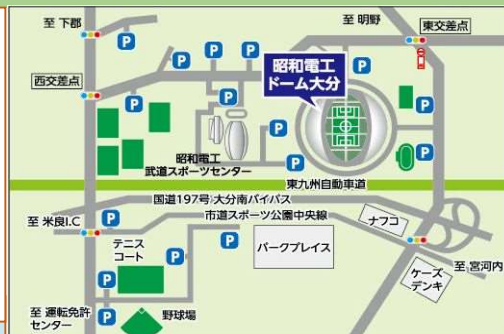 至 下郡
P
至 明野
東交差点
P
P
P
P
西交差点
昭和電工
ドーム大分
P
P
P
P
P
昭和電工
武道スポーツセンター
P
東九州自動車道
国道197号 大分南バイパス
市道スポーツ公園中央線
至 米良I.C
P
ナフコ
P
テニス
コート
P
パークプレイス
P
ケーズ
デンキ
至 宮河内
至 運転免許
センター
P
野球場